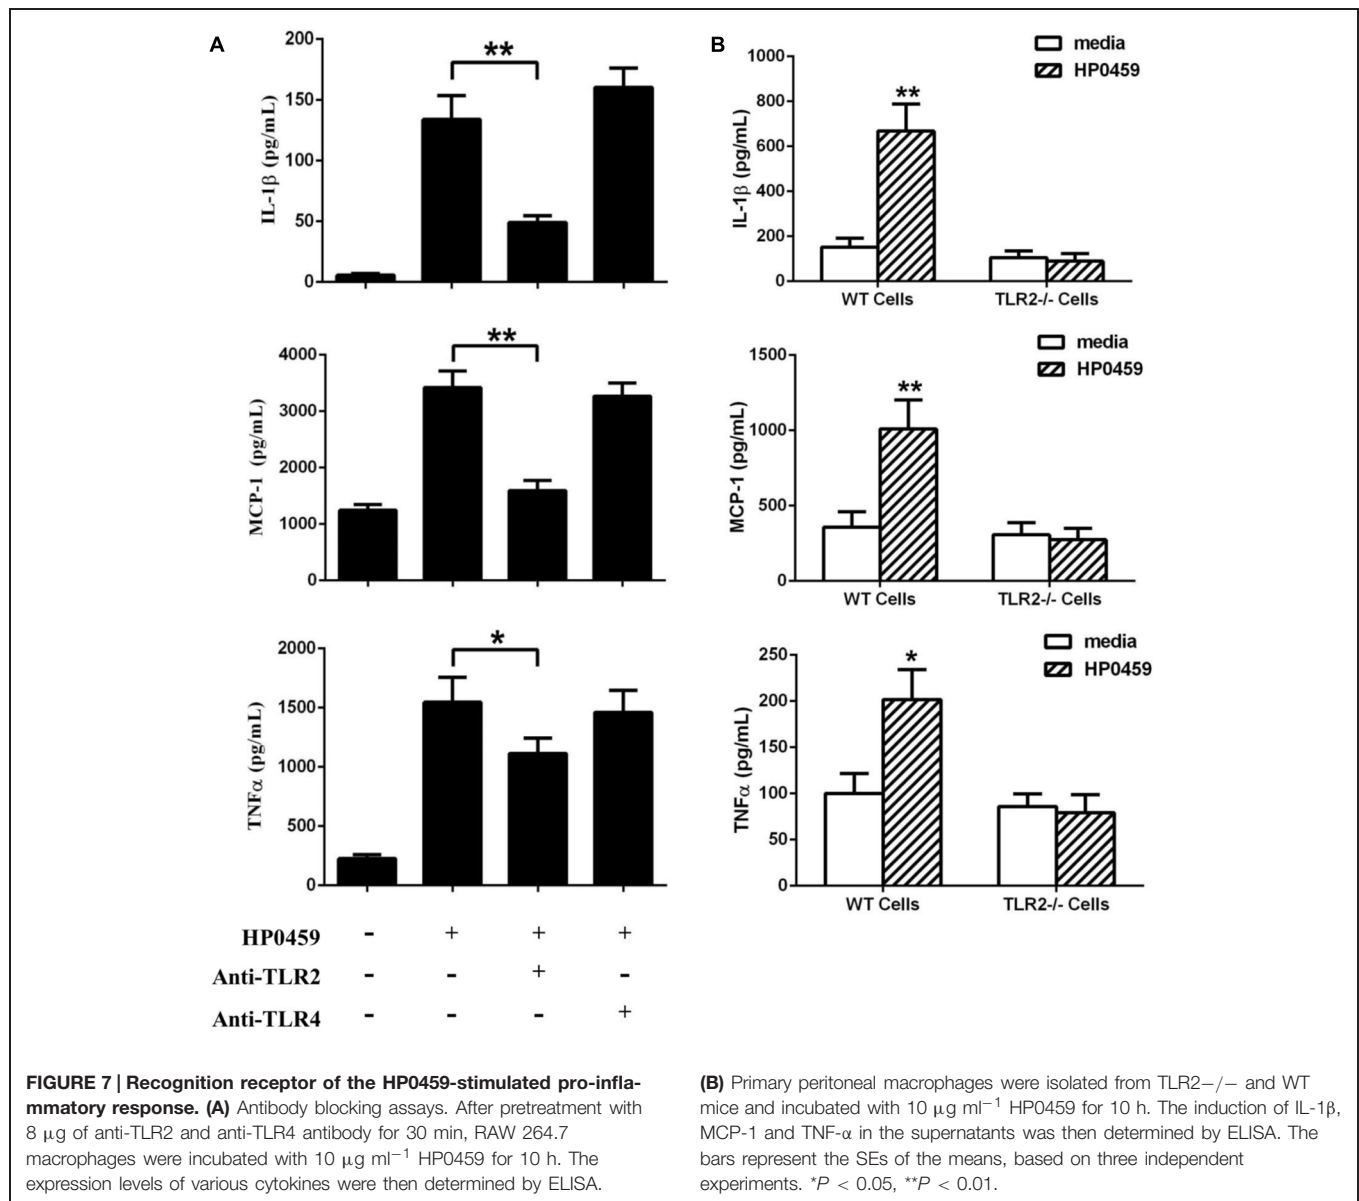 A
200
150
100
50
0
IL-1β (pg/mL)
**
4000
3000
2000
1000
0
MCP-1 (pg/mL)
**
2000
1500
1000
500
0
TNFα (pg/mL)
*
HP0459 - + + +
Anti-TLR2 - - + -
Anti-TLR4 - - - +
B
media
HP0459
1000
800
600
400
200
0
IL-1β (pg/mL)
**
WT Cells TLR2-/- Cells
media
HP0459
1500
1000
500
0
MCP-1 (pg/mL)
**
WT Cells TLR2-/- Cells
media
HP0459
250
200
150
100
50
0
TNFα (pg/mL)
*
WT Cells TLR2-/- Cells
FIGURE 7 | Recognition receptor of the HP0459-stimulated pro-infla-
mmatory response. (A) Antibody blocking assays. After pretreatment with
8 μg of anti-TLR2 and anti-TLR4 antibody for 30 min, RAW 264.7
macrophages were incubated with 10 μg ml⁻¹ HP0459 for 10 h. The
expression levels of various cytokines were then determined by ELISA.
(B) Primary peritoneal macrophages were isolated from TLR2−/− and WT
mice and incubated with 10 μg ml⁻¹ HP0459 for 10 h. The induction of IL-1β,
MCP-1 and TNF-α in the supernatants was then determined by ELISA. The
bars represent the SEs of the means, based on three independent
experiments. *P < 0.05, **P < 0.01.